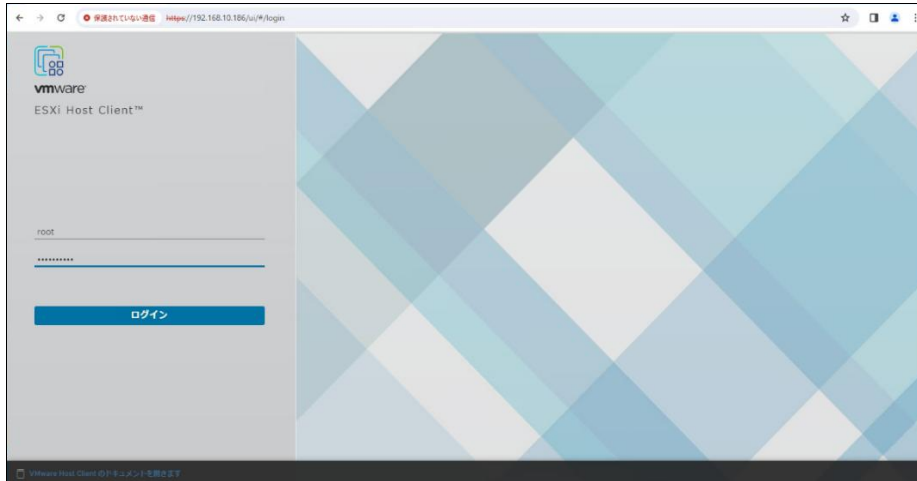 保護されていない通信 https://192.168.10.186/ui/#/login
vmware
ESXi Host Client™
root
••••••••••
ログイン
VMware Host Client のドキュメントを開きます